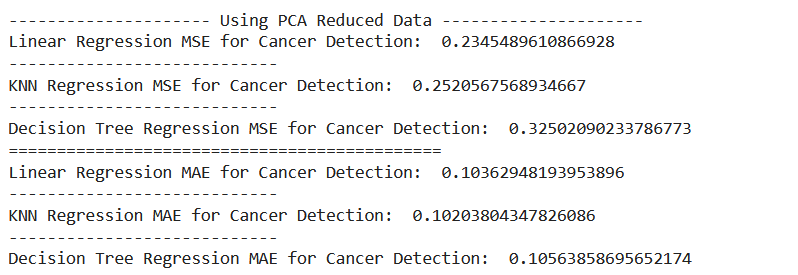 --------------------- Using PCA Reduced Data ---------------------
Linear Regression MSE for Cancer Detection:  0.2345489610866928
----------------------------
KNN Regression MSE for Cancer Detection:  0.2520567568934667
----------------------------
Decision Tree Regression MSE for Cancer Detection:  0.32502090233786773
=============================================
Linear Regression MAE for Cancer Detection:  0.10362948193953896
----------------------------
KNN Regression MAE for Cancer Detection:  0.10203804347826086
----------------------------
Decision Tree Regression MAE for Cancer Detection:  0.10563858695652174